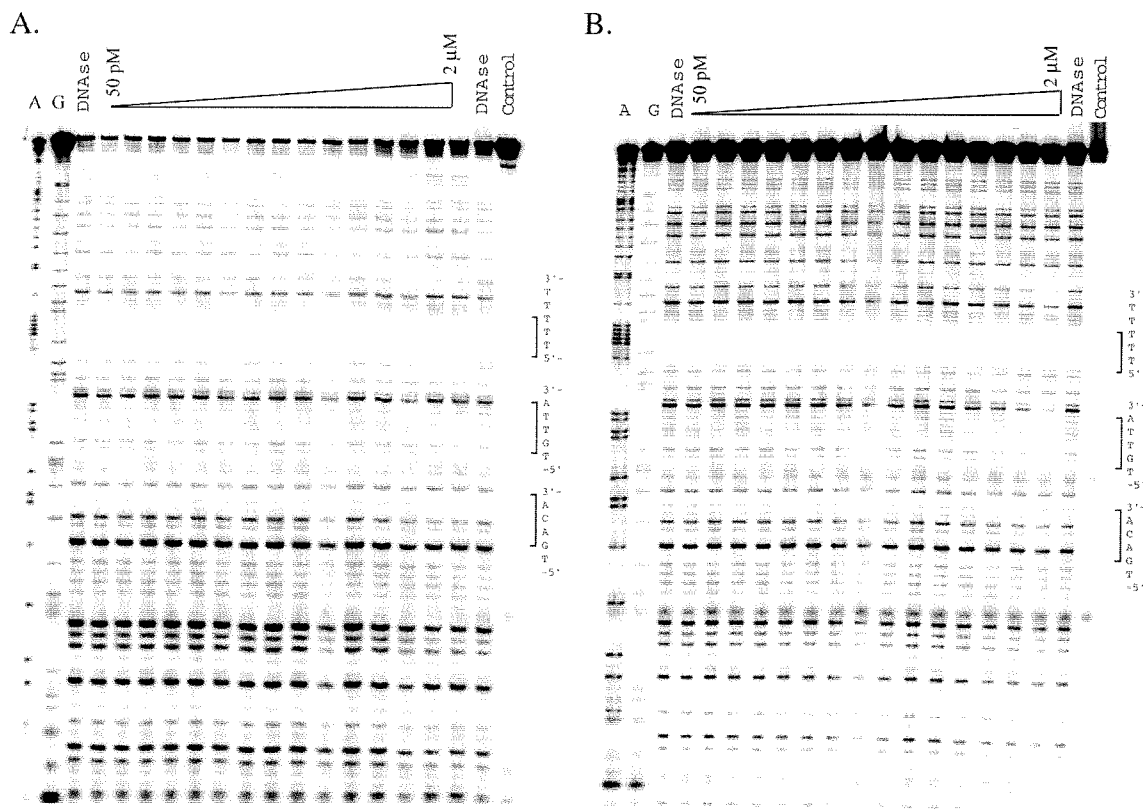 A.
A G DNAse 50 pM 2 µM DNAse Control
3'-
T
T
T
T
T
5'-
3'-
A
T
T
G
T
-5'
3'-
A
C
A
G
T
-5'
B.
A G DNAse 50 pM 2 µM DNAse Control
3'
T
T
T
T
T
5'
3'-
A
T
T
G
T
-5'
3'-
A
C
A
G
T
-5'